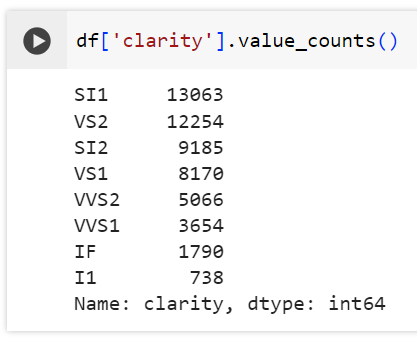 df['clarity'].value_counts()
SI1 13063
VS2 12254
SI2 9185
VS1 8170
VVS2 5066
VVS1 3654
IF 1790
I1 738
Name: clarity, dtype: int64